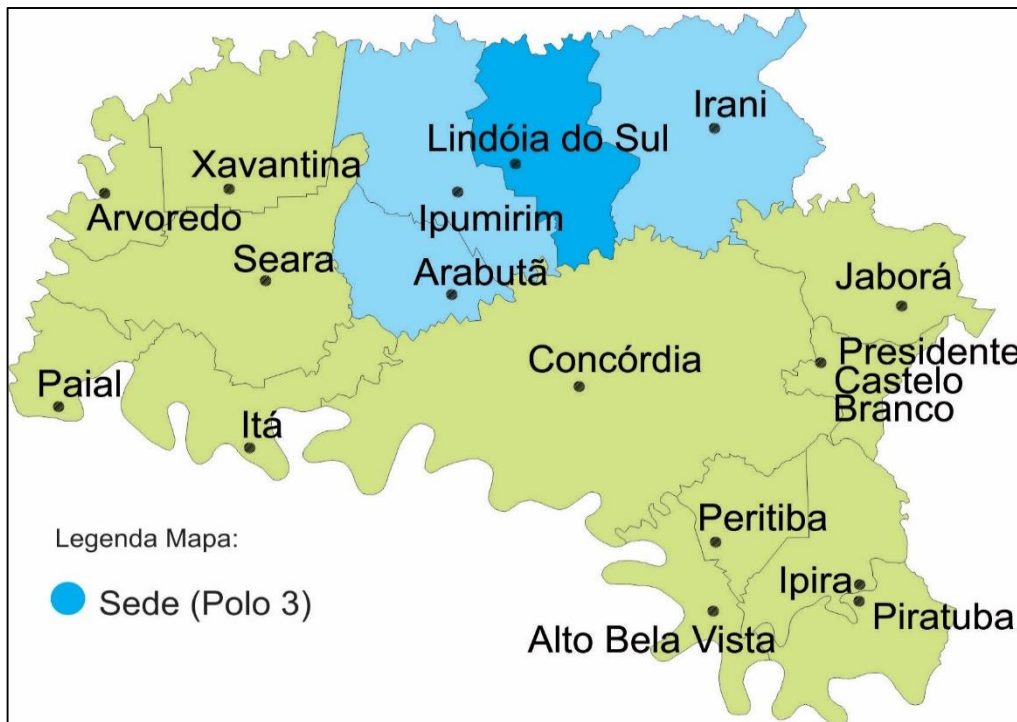 Irani
Lindóia do Sul
Xavantina
Arvoredo
Ipumirim
Seara
Arabutã
Jaborá
Concórdia
Presidente
Castelo
Branco
Paial
Itá
Peritiba
Legenda Mapa:
Sede (Polo 3)
Ipira
Piratuba
Alto Bela Vista